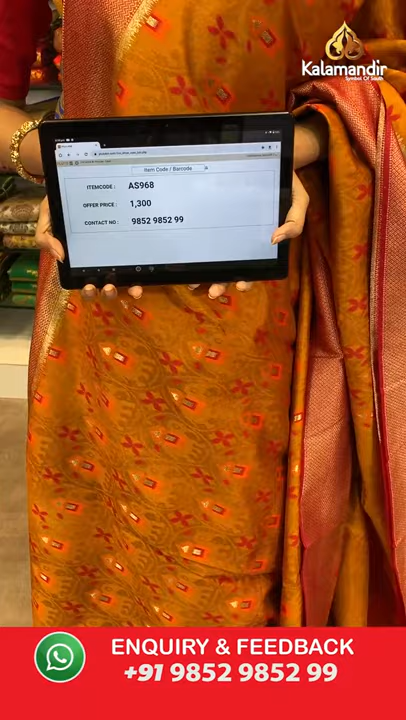 Kalamandir
Symbol Of South
Item Code / Barcode
ITEMCODE : AS968
OFFER PRICE : 1,300
CONTACT NO : 9852 9852 99
ENQUIRY & FEEDBACK
+91 9852 9852 99